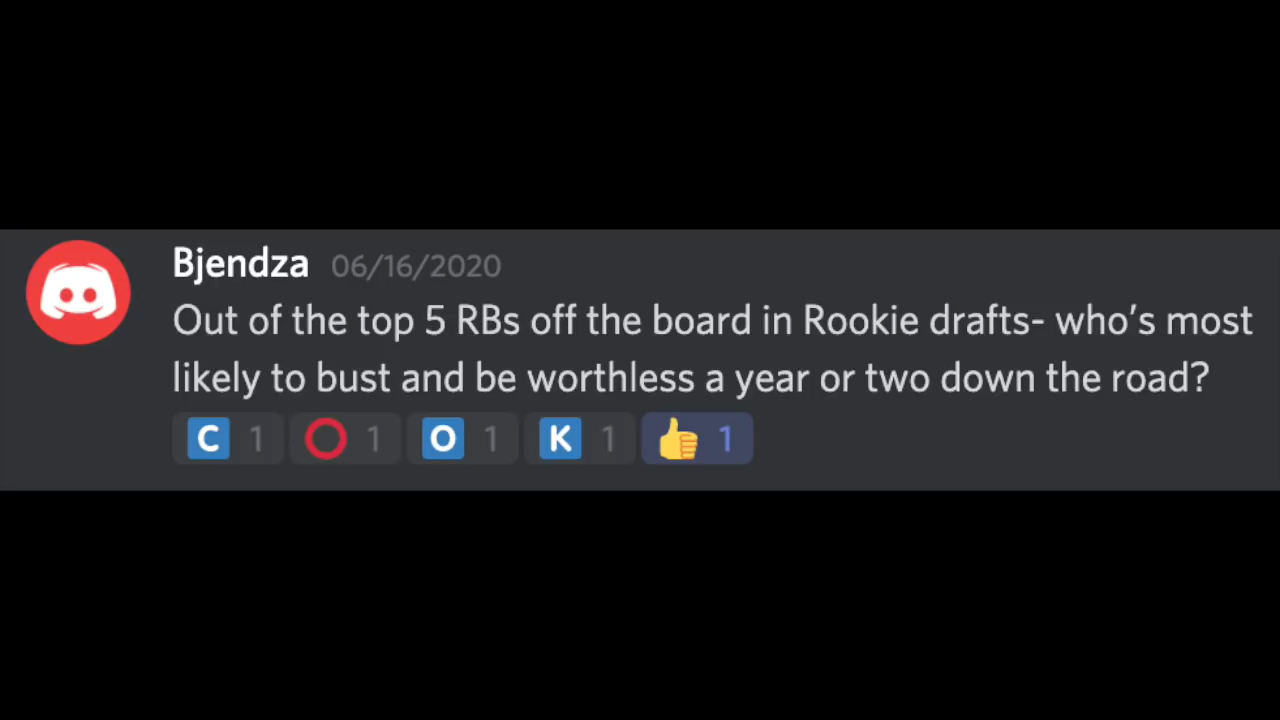 Bjendza 06/16/2020
Out of the top 5 RBs off the board in Rookie drafts- who’s most
likely to bust and be worthless a year or two down the road?
C 1 ⭕ 1 O 1 K 1 👍 1